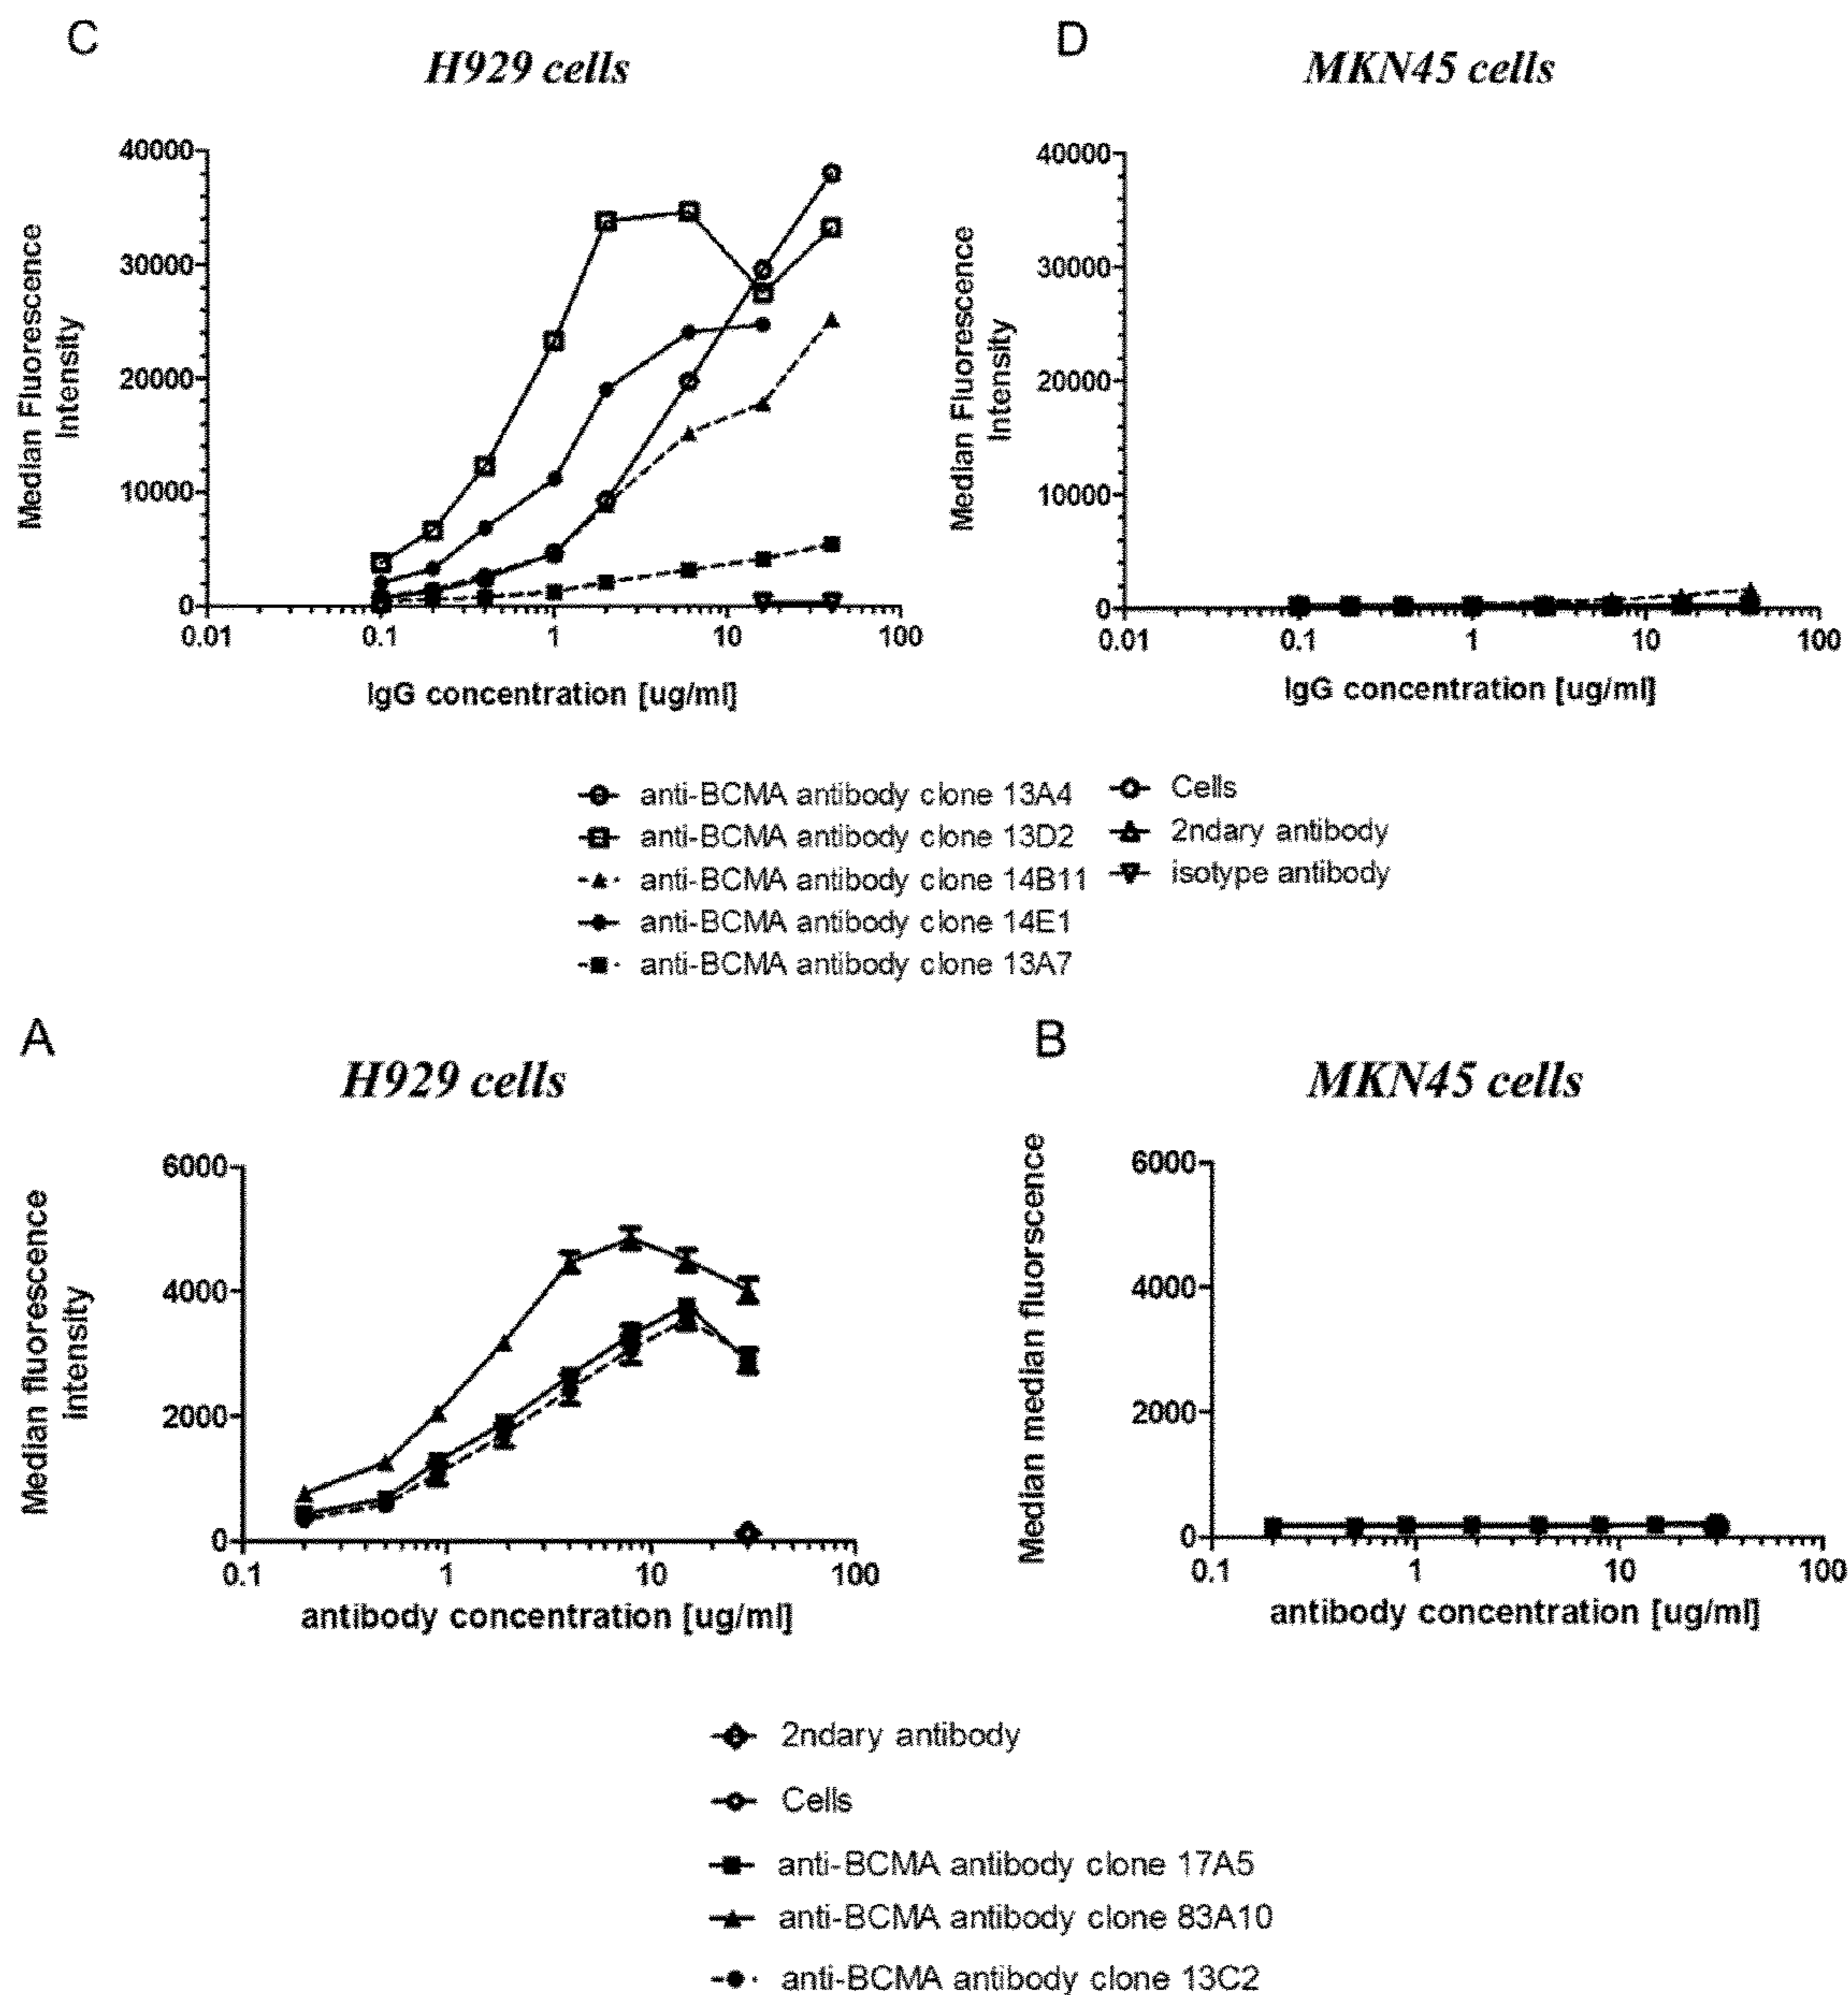 C
H929 cells
D
MKN45 cells
Median Fluorescence
Intensity
40000
30000
20000
10000
0
0.01
0.1
1
10
100
IgG concentration [ug/ml]
Median Fluorescence
Intensity
40000
30000
20000
10000
0
0.01
0.1
1
10
100
IgG concentration [ug/ml]
anti-BCMA antibody clone 13A4
anti-BCMA antibody clone 13D2
anti-BCMA antibody clone 14B11
anti-BCMA antibody clone 14E1
anti-BCMA antibody clone 13A7
Cells
2ndary antibody
isotype antibody
A
H929 cells
B
MKN45 cells
Median fluorescence
intensity
6000
4000
2000
0
0.1
1
10
100
antibody concentration [ug/ml]
Median median fluorscence
6000
4000
2000
0
0.1
1
10
100
antibody concentration [ug/ml]
2ndary antibody
Cells
anti-BCMA antibody clone 17A5
anti-BCMA antibody clone 83A10
anti-BCMA antibody clone 13C2